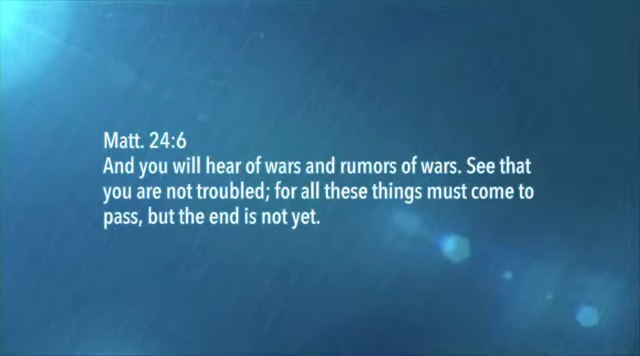 Matt. 24:6
And you will hear of wars and rumors of wars. See that
you are not troubled; for all these things must come to
pass, but the end is not yet.